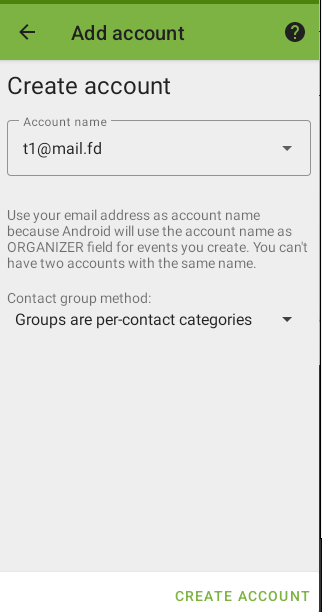 Add account
Create account
Account name
t1@mail.fd
Use your email address as account name
because Android will use the account name as
ORGANIZER field for events you create. You can't
have two accounts with the same name.
Contact group method:
Groups are per-contact categories
CREATE ACCOUNT